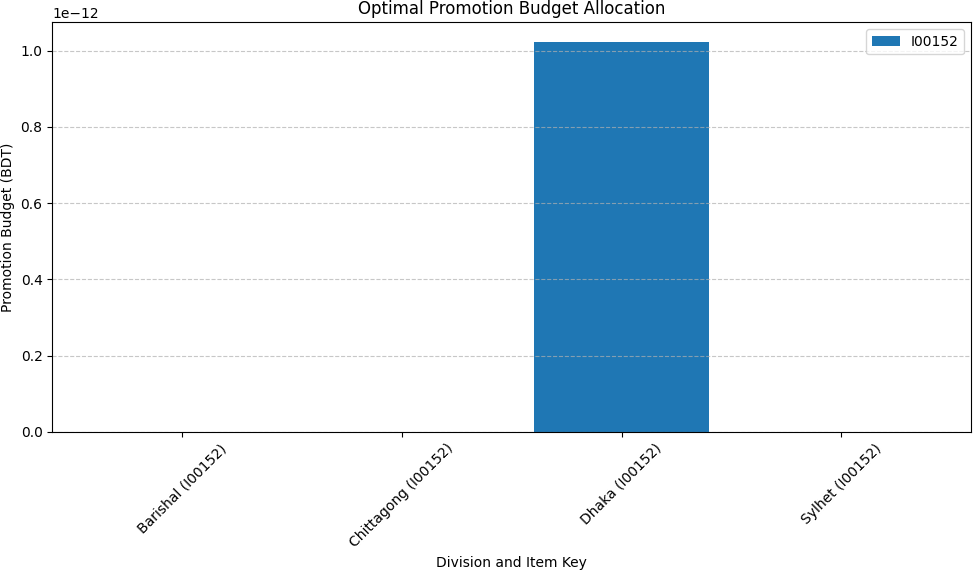 Optimal Promotion Budget Allocation
1e−12
I00152
1.0
0.8
0.6
0.4
0.2
0.0
Promotion Budget (BDT)
Barishal (I00152)
Chittagong (I00152)
Dhaka (I00152)
Sylhet (I00152)
Division and Item Key